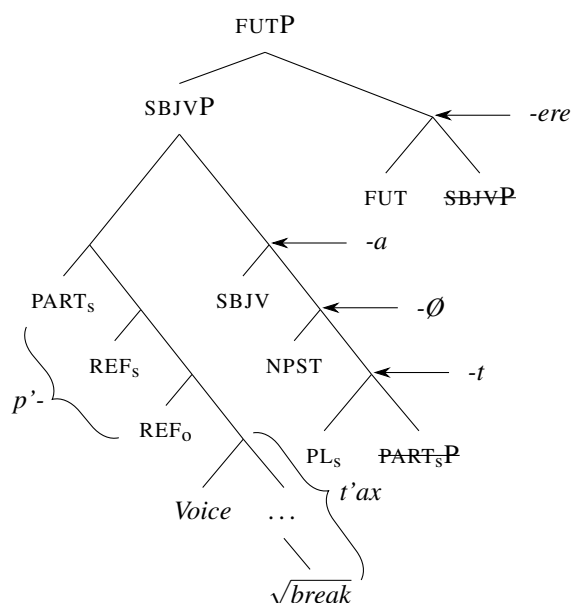 FUTP
SBJVP
-ere
FUT SBJVP
-a
PARTs SBJV
-Ø
REFs NPST
p'- -t
REFo PLs PARTsP
Voice ... t'ax
√break